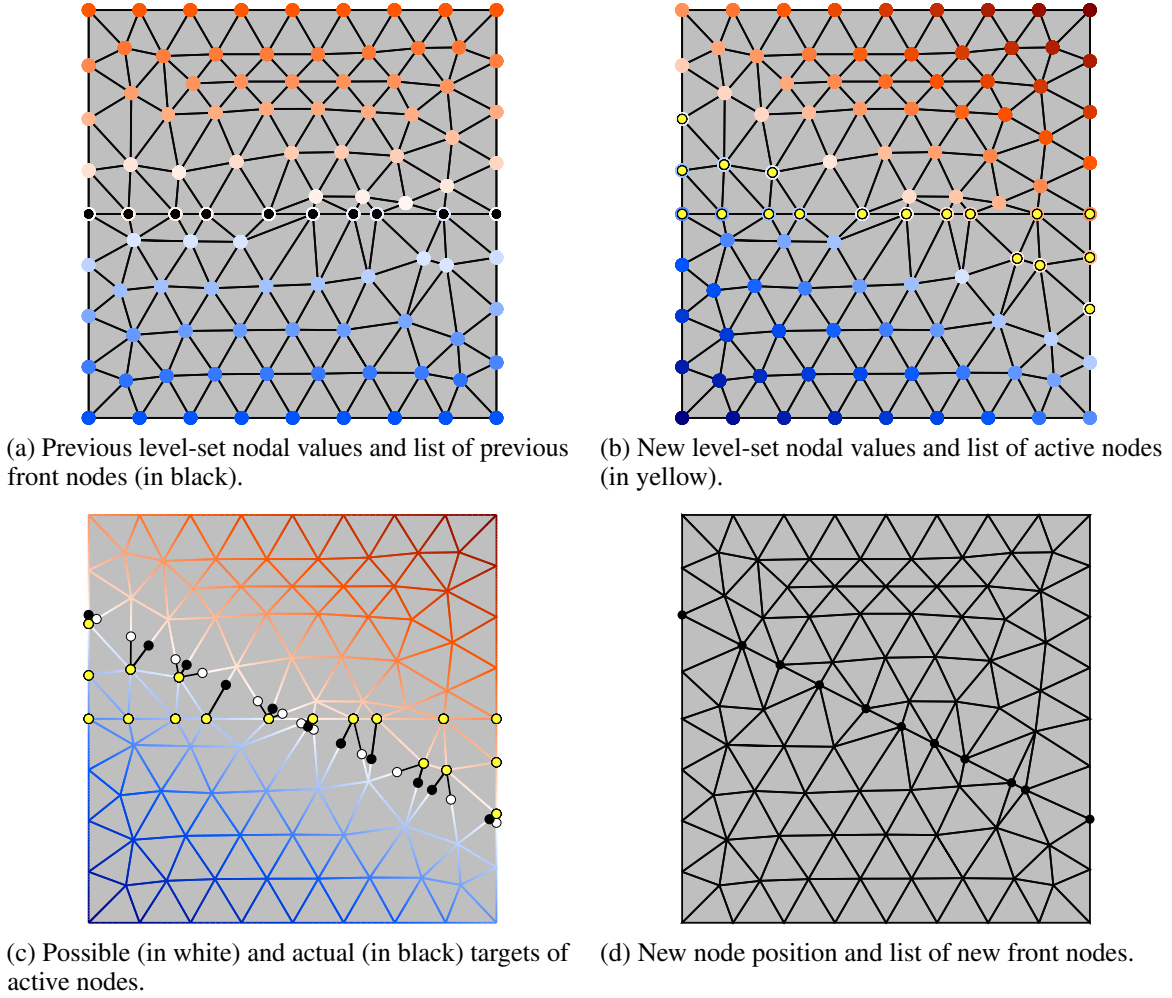 (a) Previous level-set nodal values and list of previous
front nodes (in black).
(b) New level-set nodal values and list of active nodes
(in yellow).
(c) Possible (in white) and actual (in black) targets of
active nodes.
(d) New node position and list of new front nodes.